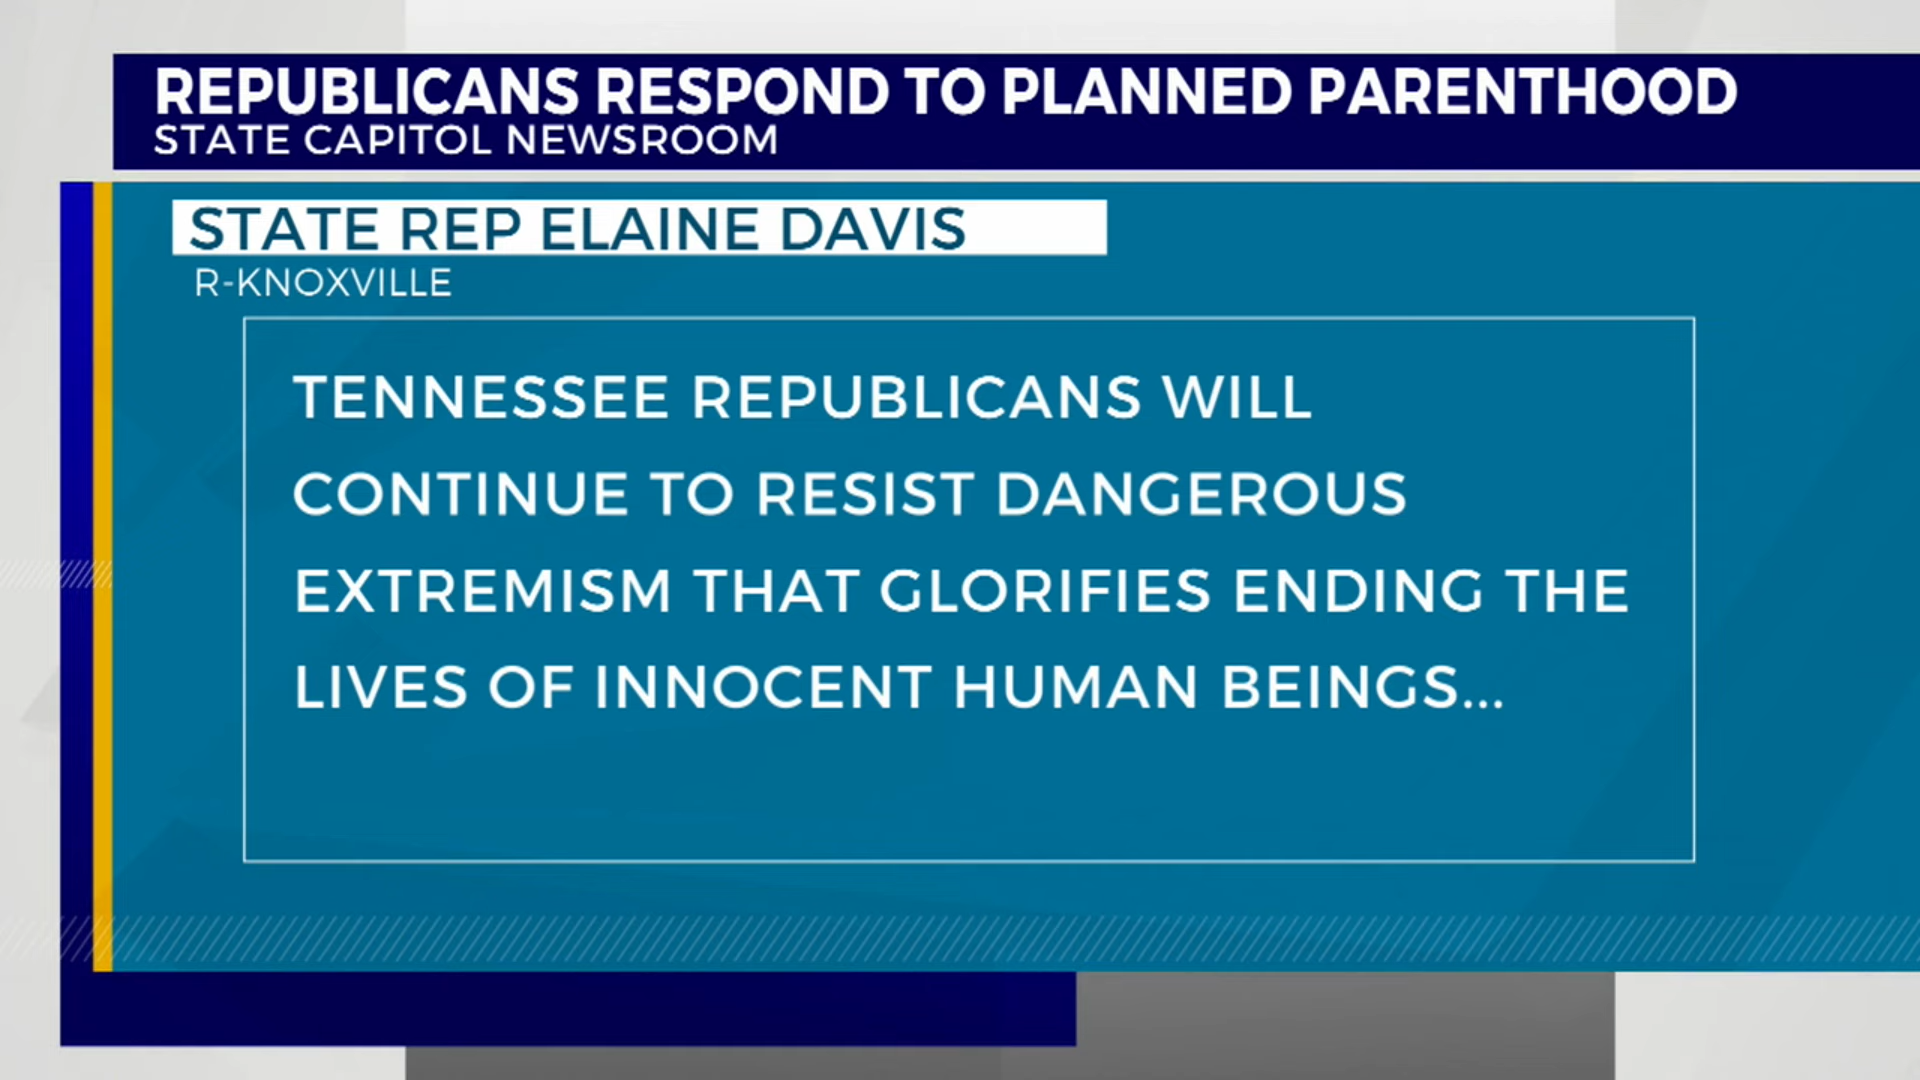 REPUBLICANS RESPOND TO PLANNED PARENTHOOD
STATE CAPITOL NEWSROOM
STATE REP ELAINE DAVIS
R-KNOXVILLE
TENNESSEE REPUBLICANS WILL
CONTINUE TO RESIST DANGEROUS
EXTREMISM THAT GLORIFIES ENDING THE
LIVES OF INNOCENT HUMAN BEINGS...